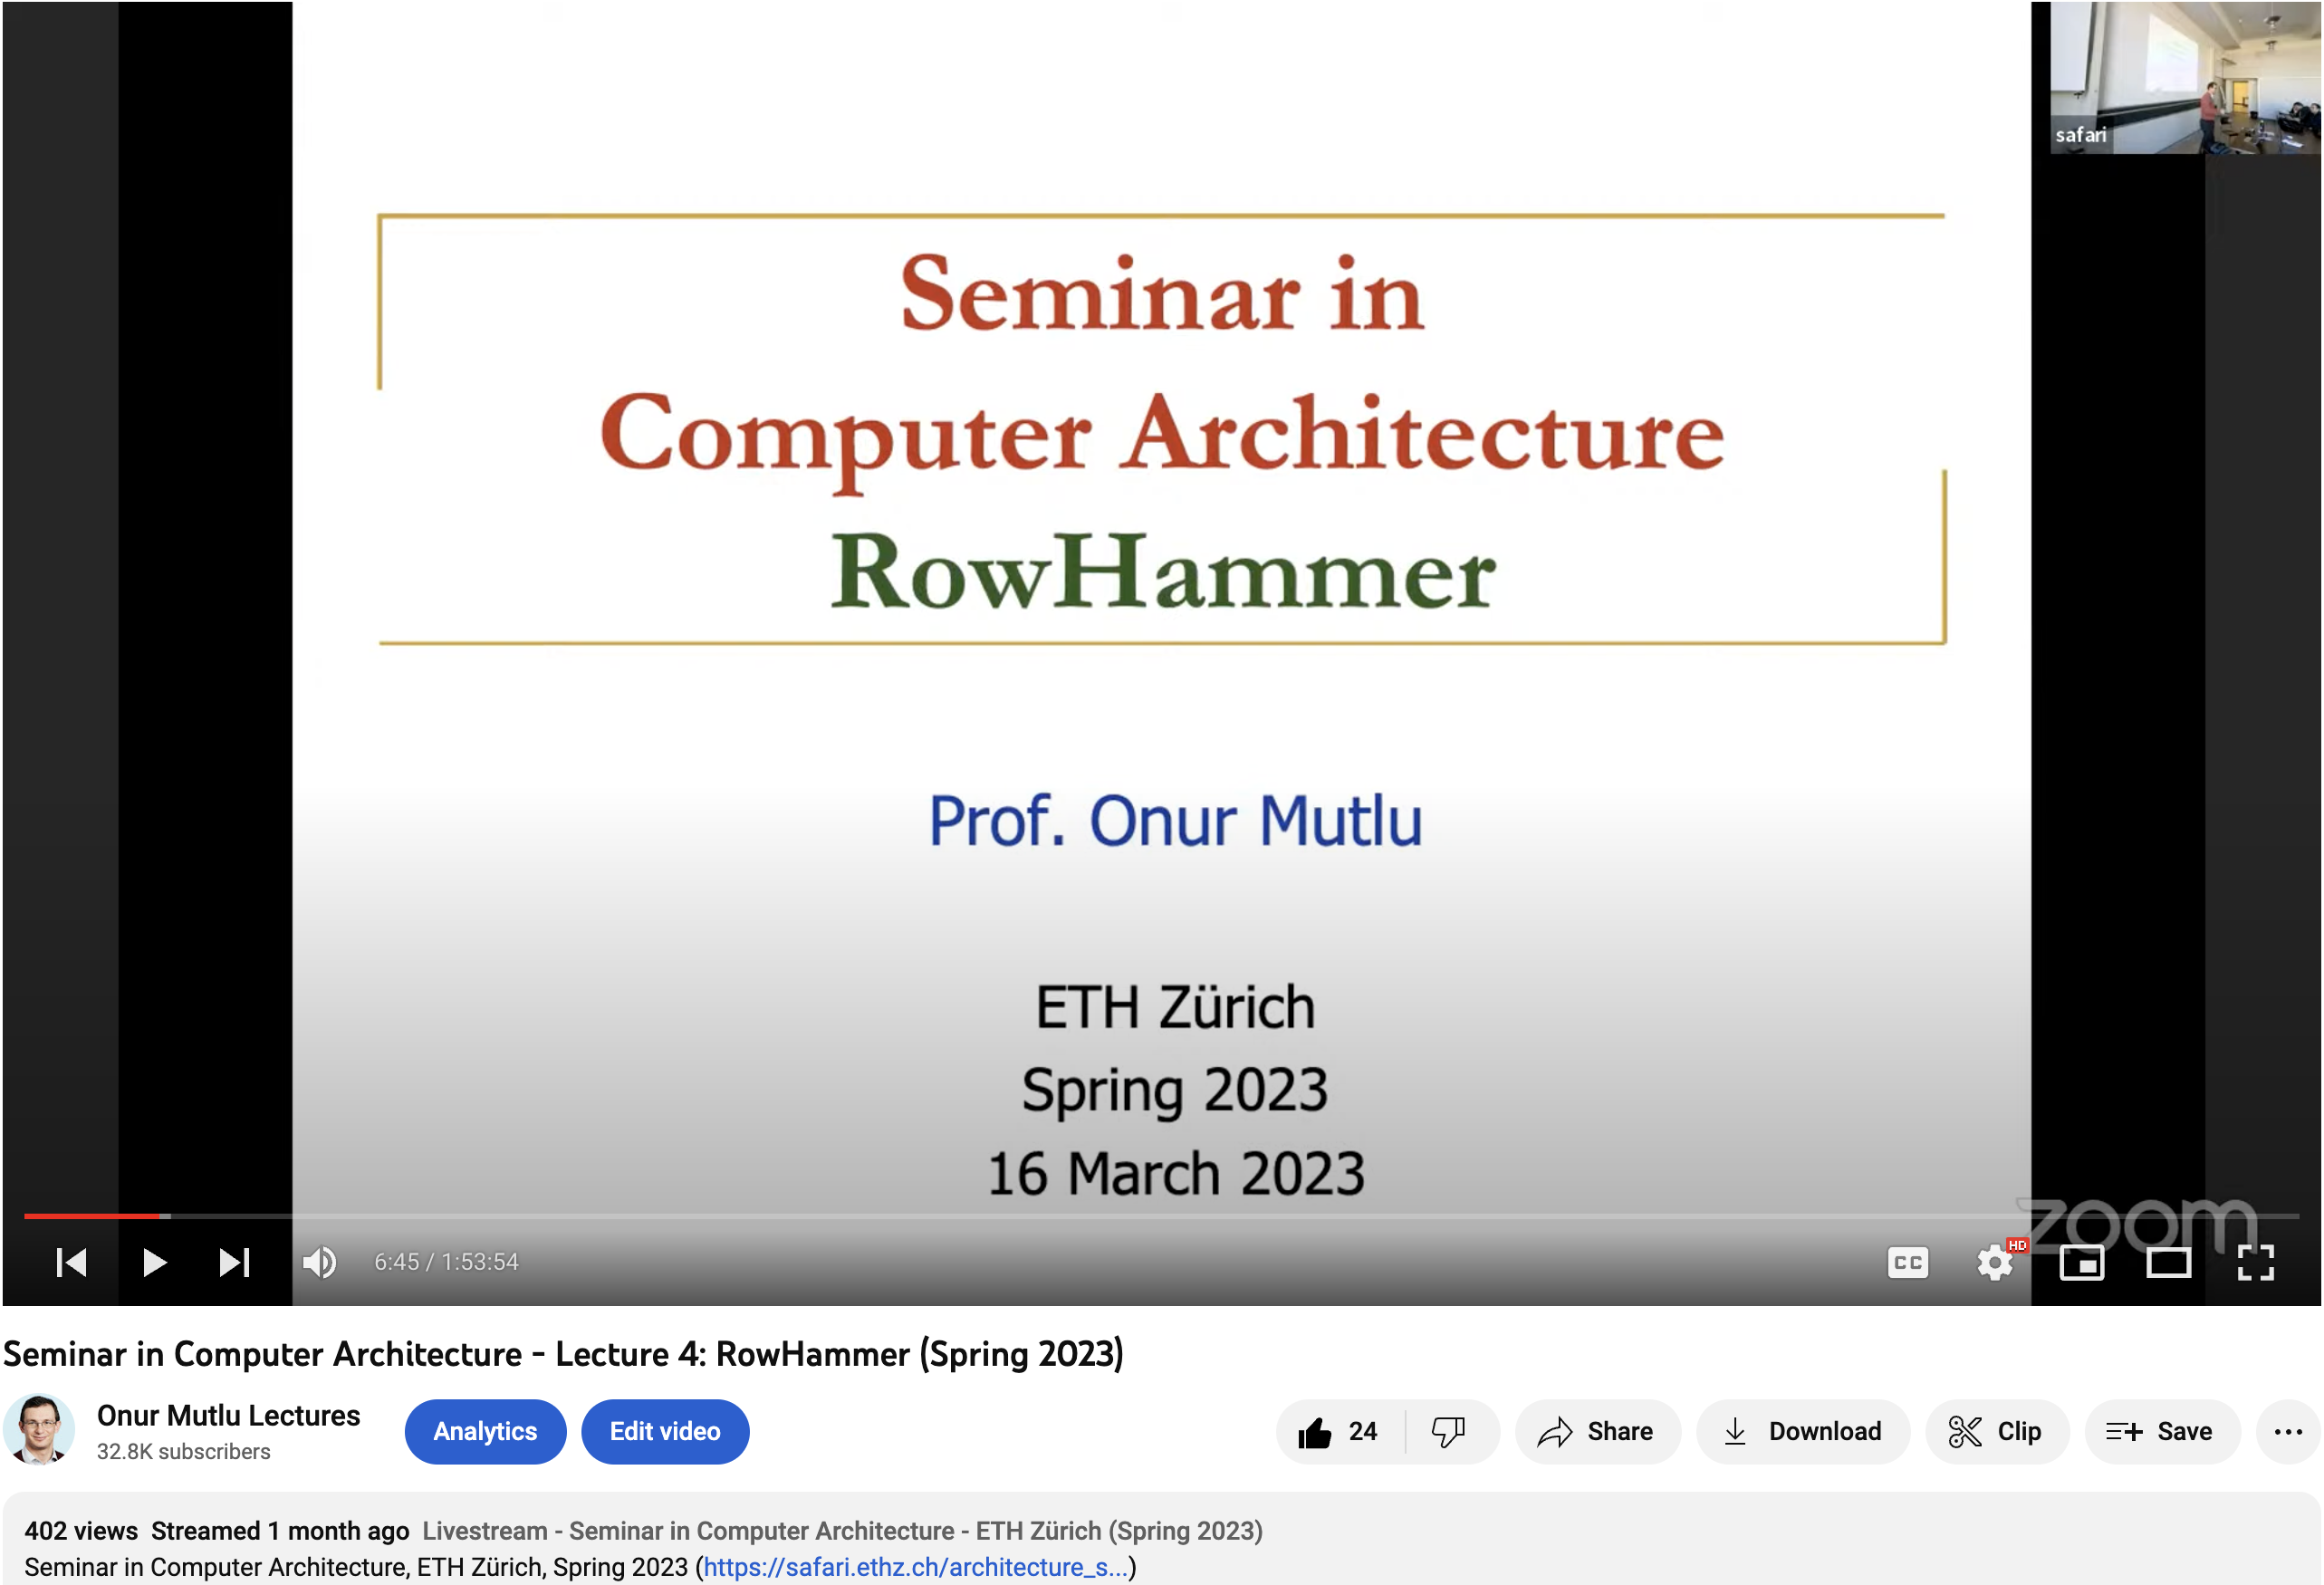 safari
Seminar in
Computer Architecture
RowHammer
Prof. Onur Mutlu
ETH Zürich
Spring 2023
16 March 2023
zoom
6:45 / 1:53:54
CC
HD
Seminar in Computer Architecture - Lecture 4: RowHammer (Spring 2023)
Onur Mutlu Lectures
32.8K subscribers
Analytics
Edit video
24
Share
Download
Clip
Save
402 views Streamed 1 month ago Livestream - Seminar in Computer Architecture - ETH Zürich (Spring 2023)
Seminar in Computer Architecture, ETH Zürich, Spring 2023 (https://safari.ethz.ch/architecture_s...)